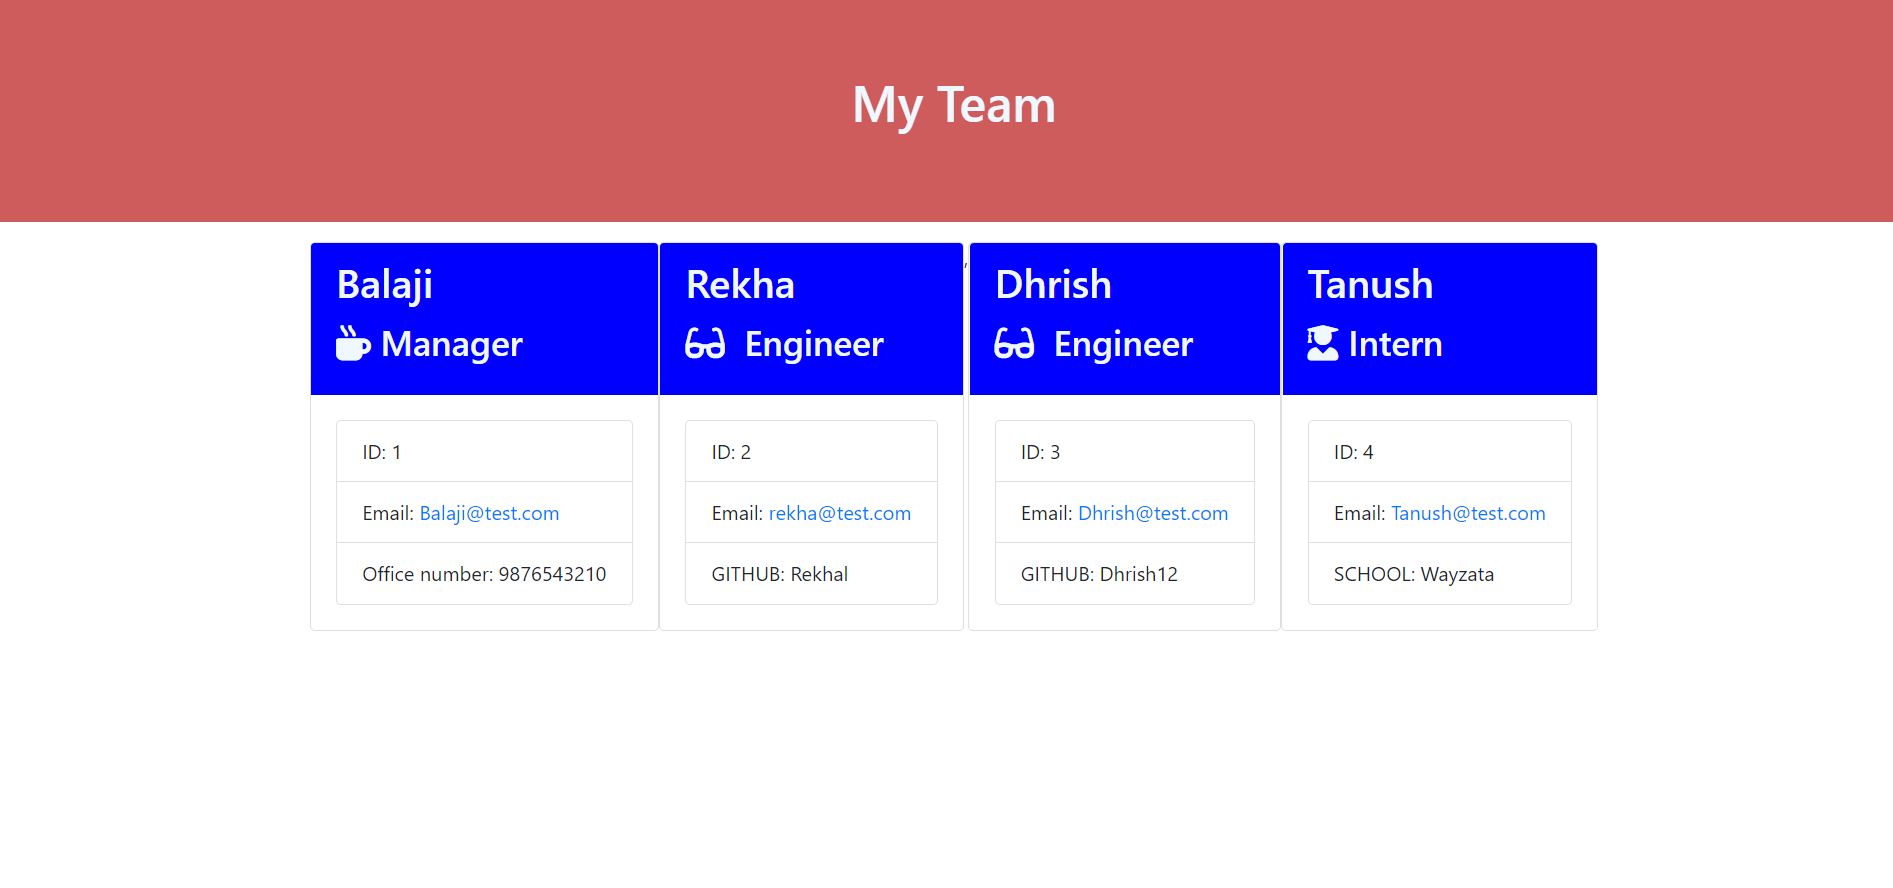 My Team
Balaji
Manager
ID: 1
Email: Balaji@test.com
Office number: 9876543210
Rekha
Engineer
ID: 2
Email: rekha@test.com
GITHUB: Rekhal
,
Dhrish
Engineer
ID: 3
Email: Dhrish@test.com
GITHUB: Dhrish12
Tanush
Intern
ID: 4
Email: Tanush@test.com
SCHOOL: Wayzata